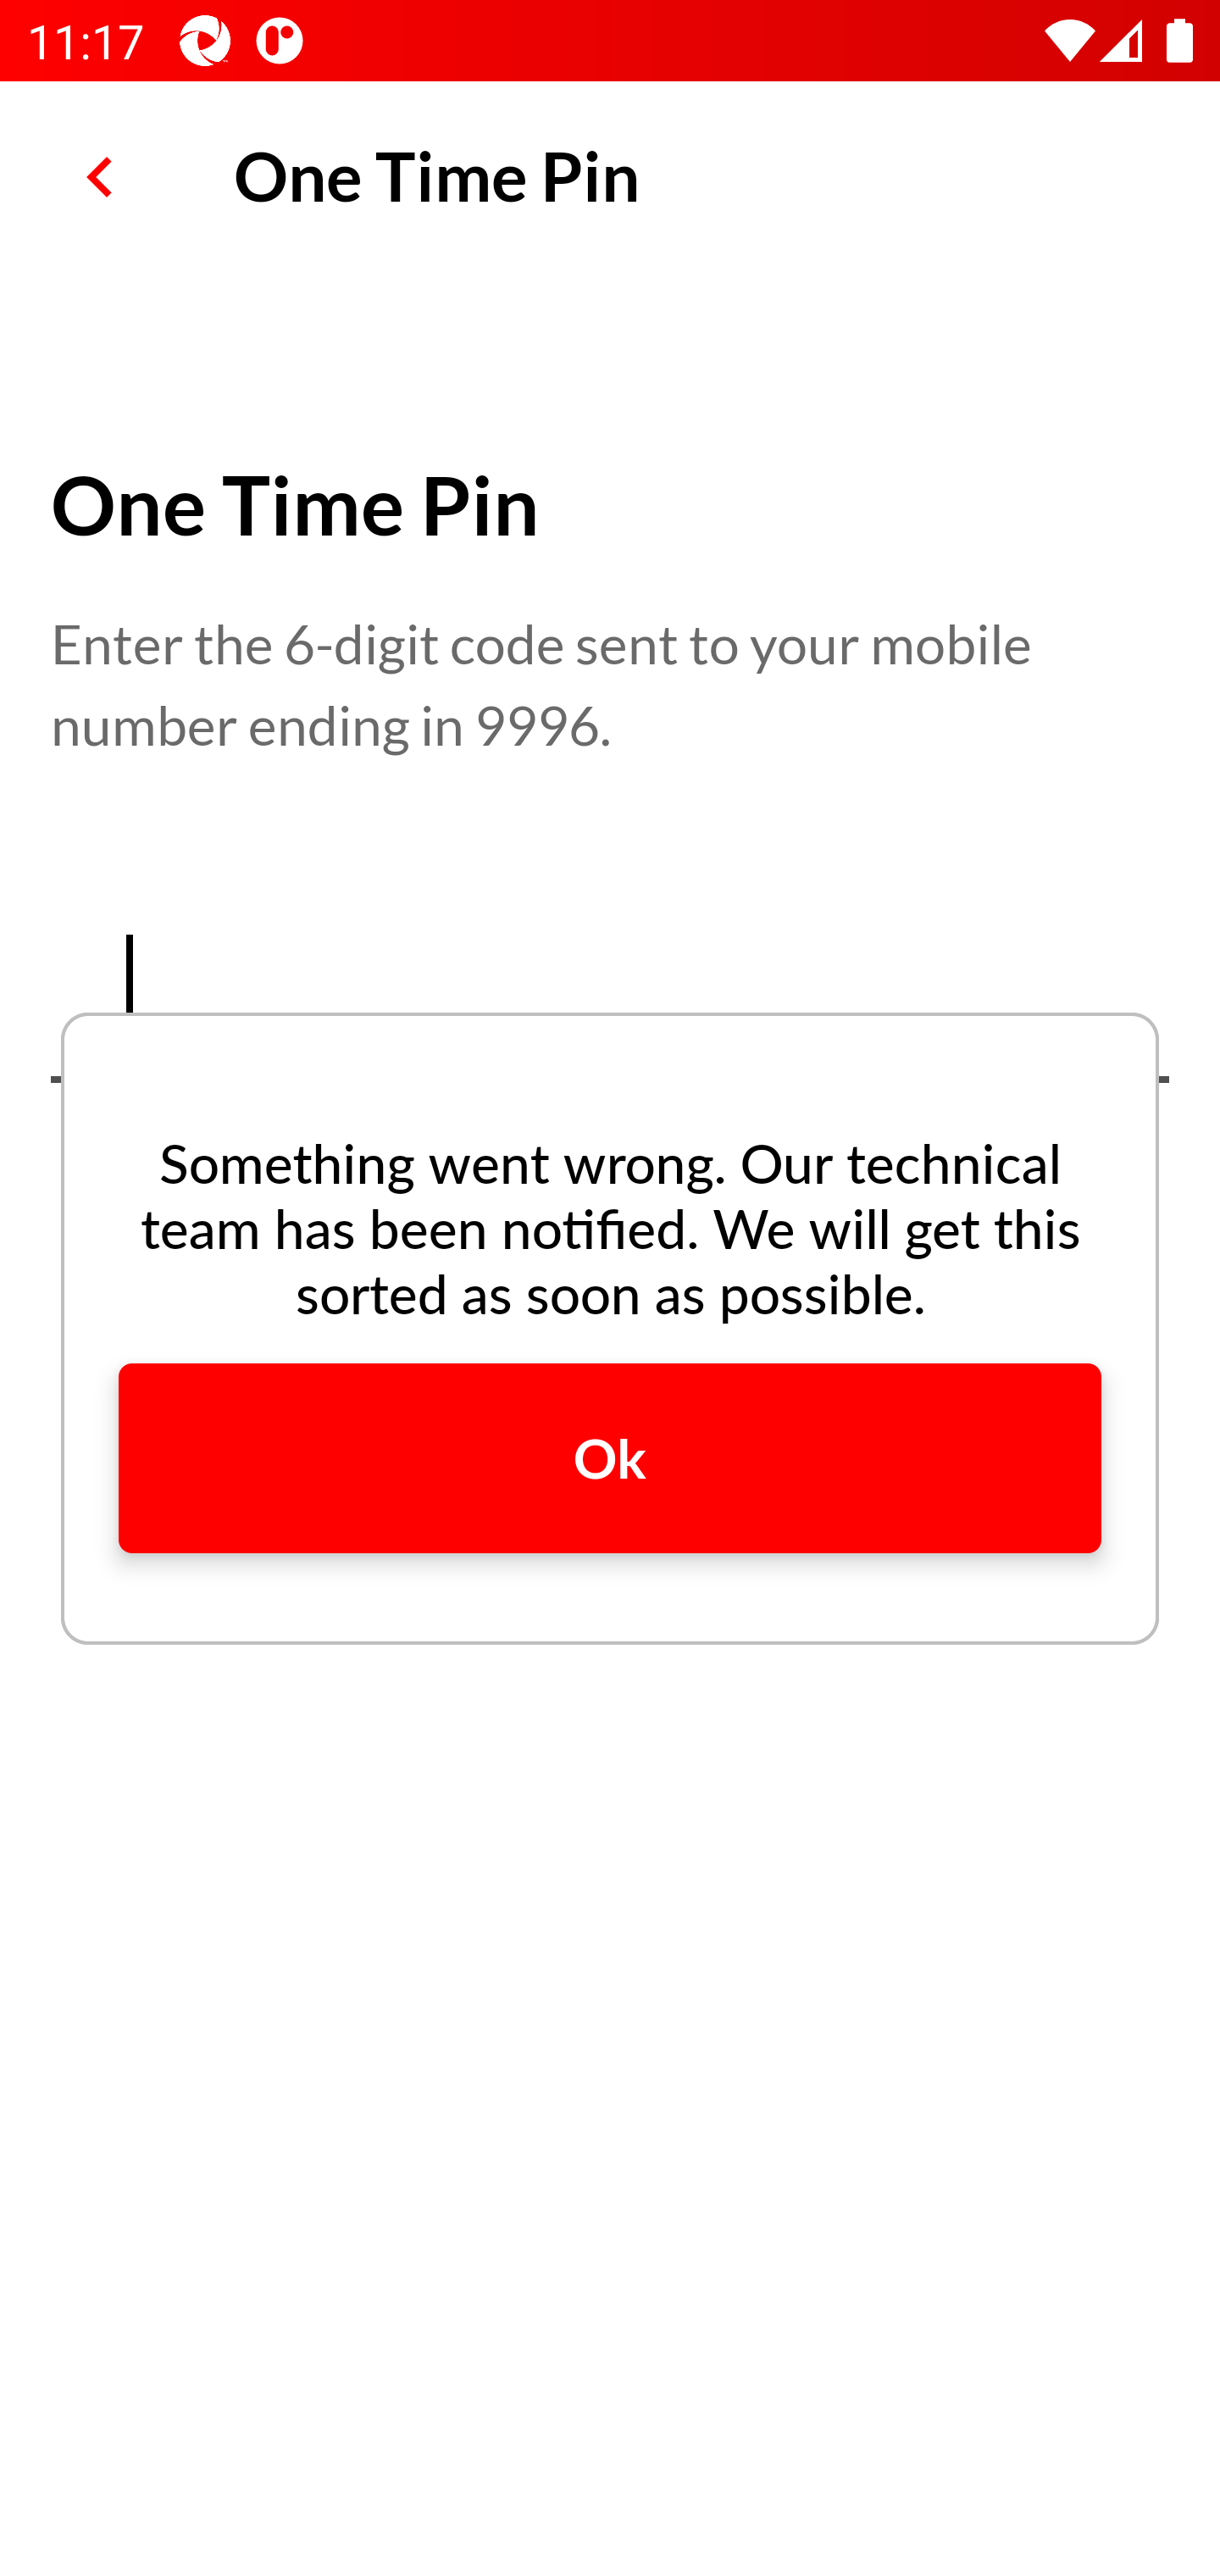 11:17
One Time Pin
One Time Pin
Enter the 6-digit code sent to your mobile
number ending in 9996.
Something went wrong. Our technical
team has been notified. We will get this
sorted as soon as possible.
Ok